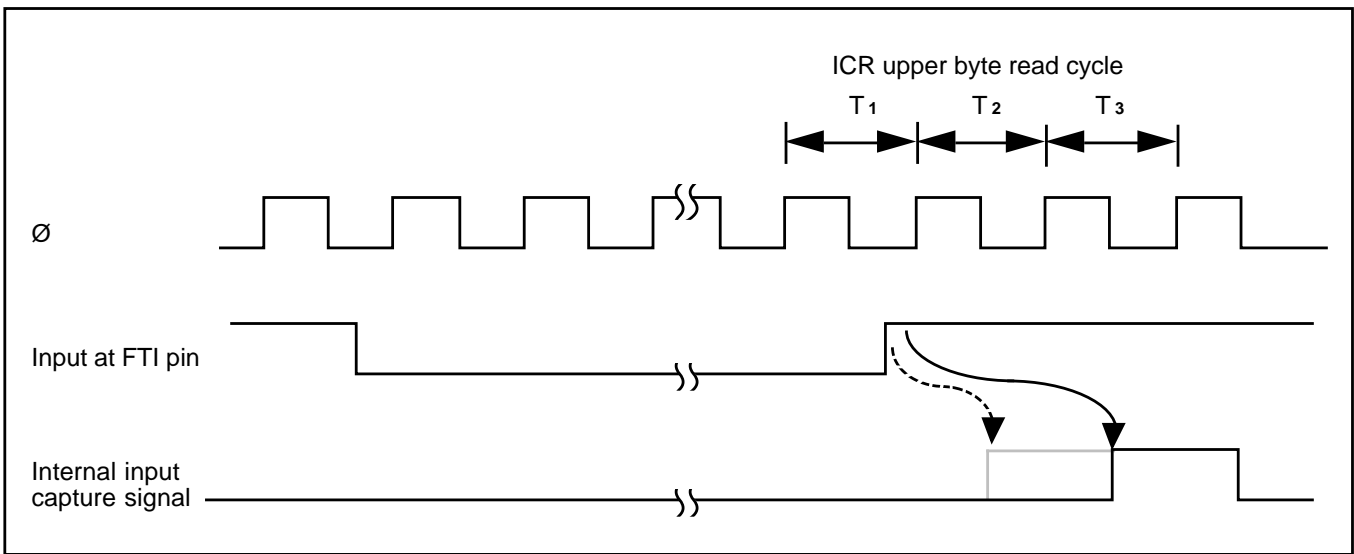 ICR upper byte read cycle
T1 T2 T3
Ø
Input at FTI pin
Internal input
capture signal